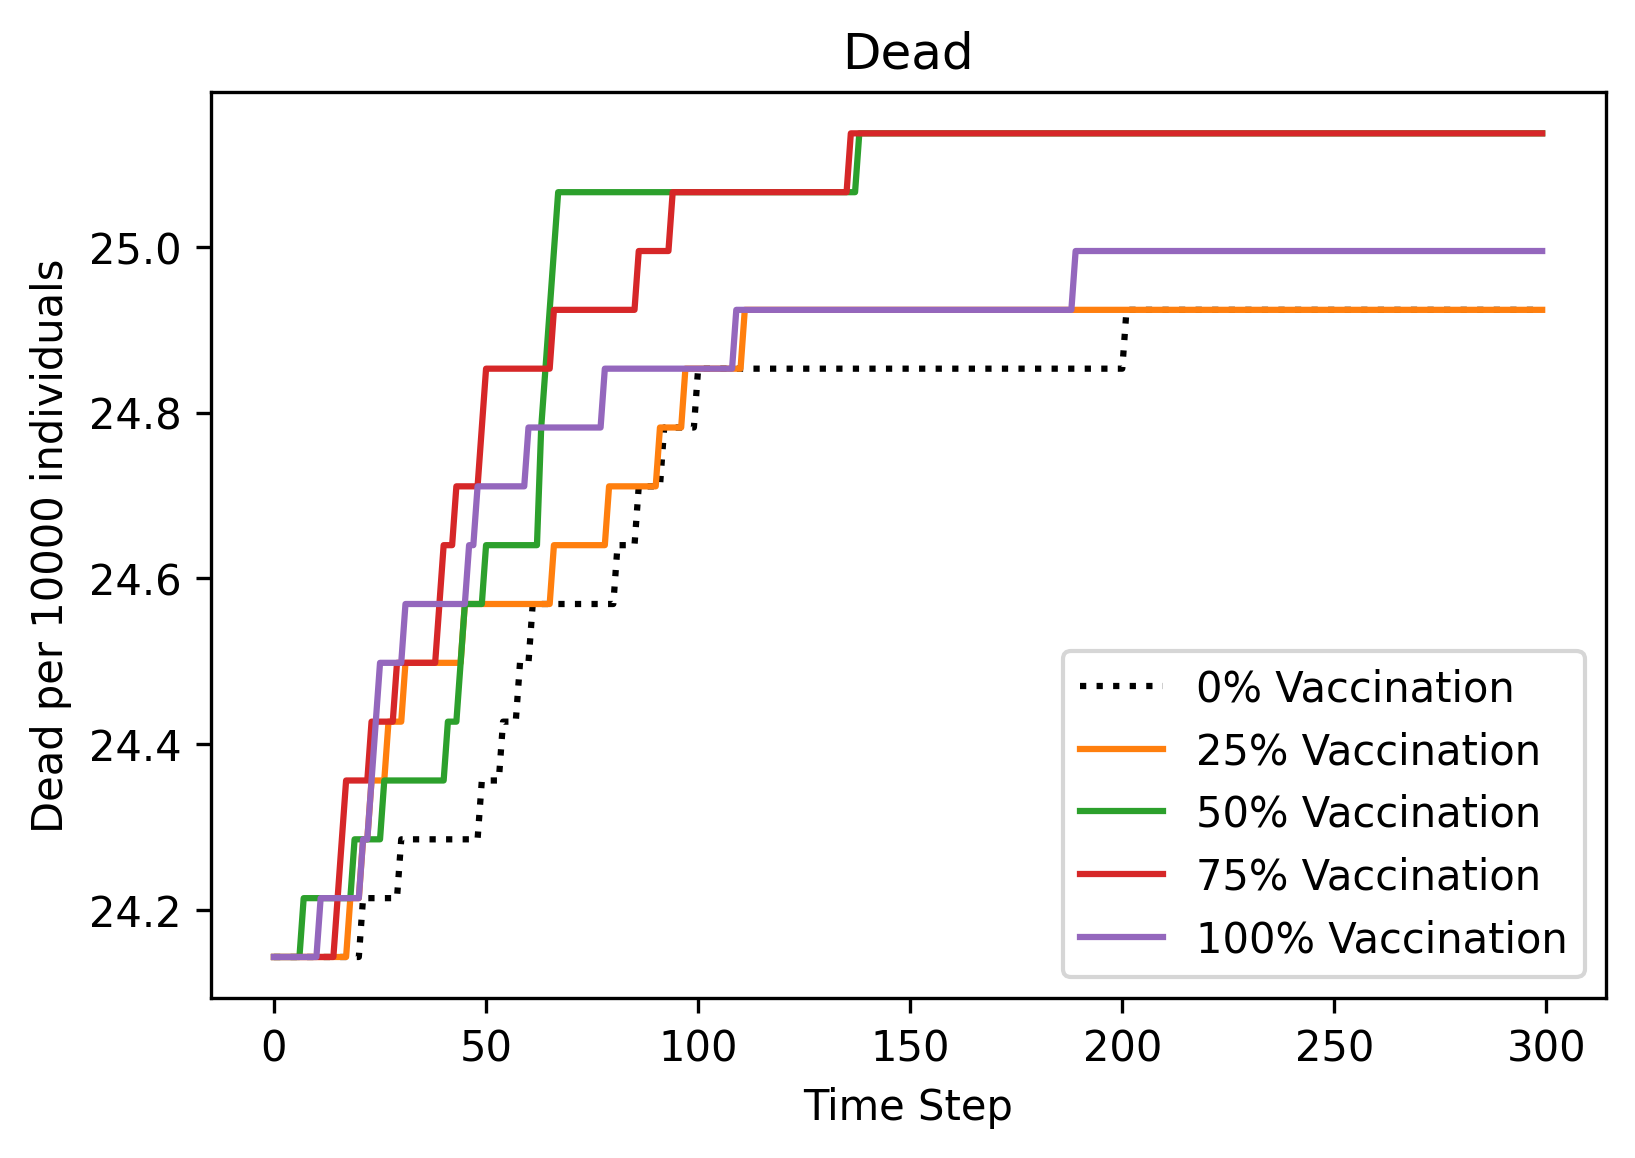 Dead
Dead per 10000 individuals
25.0
24.8
24.6
24.4
24.2
0% Vaccination
25% Vaccination
50% Vaccination
75% Vaccination
100% Vaccination
0 50 100 150 200 250 300
Time Step